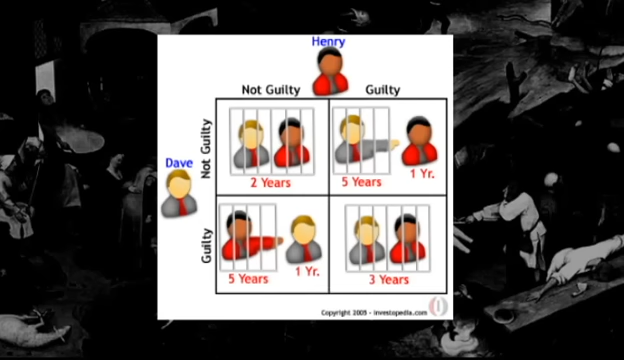 Henry
Not Guilty
Guilty
Not Guilty
Dave
2 Years
5 Years
1 Yr.
Guilty
5 Years
1 Yr.
3 Years
Copyright 2005 - investopedia.com